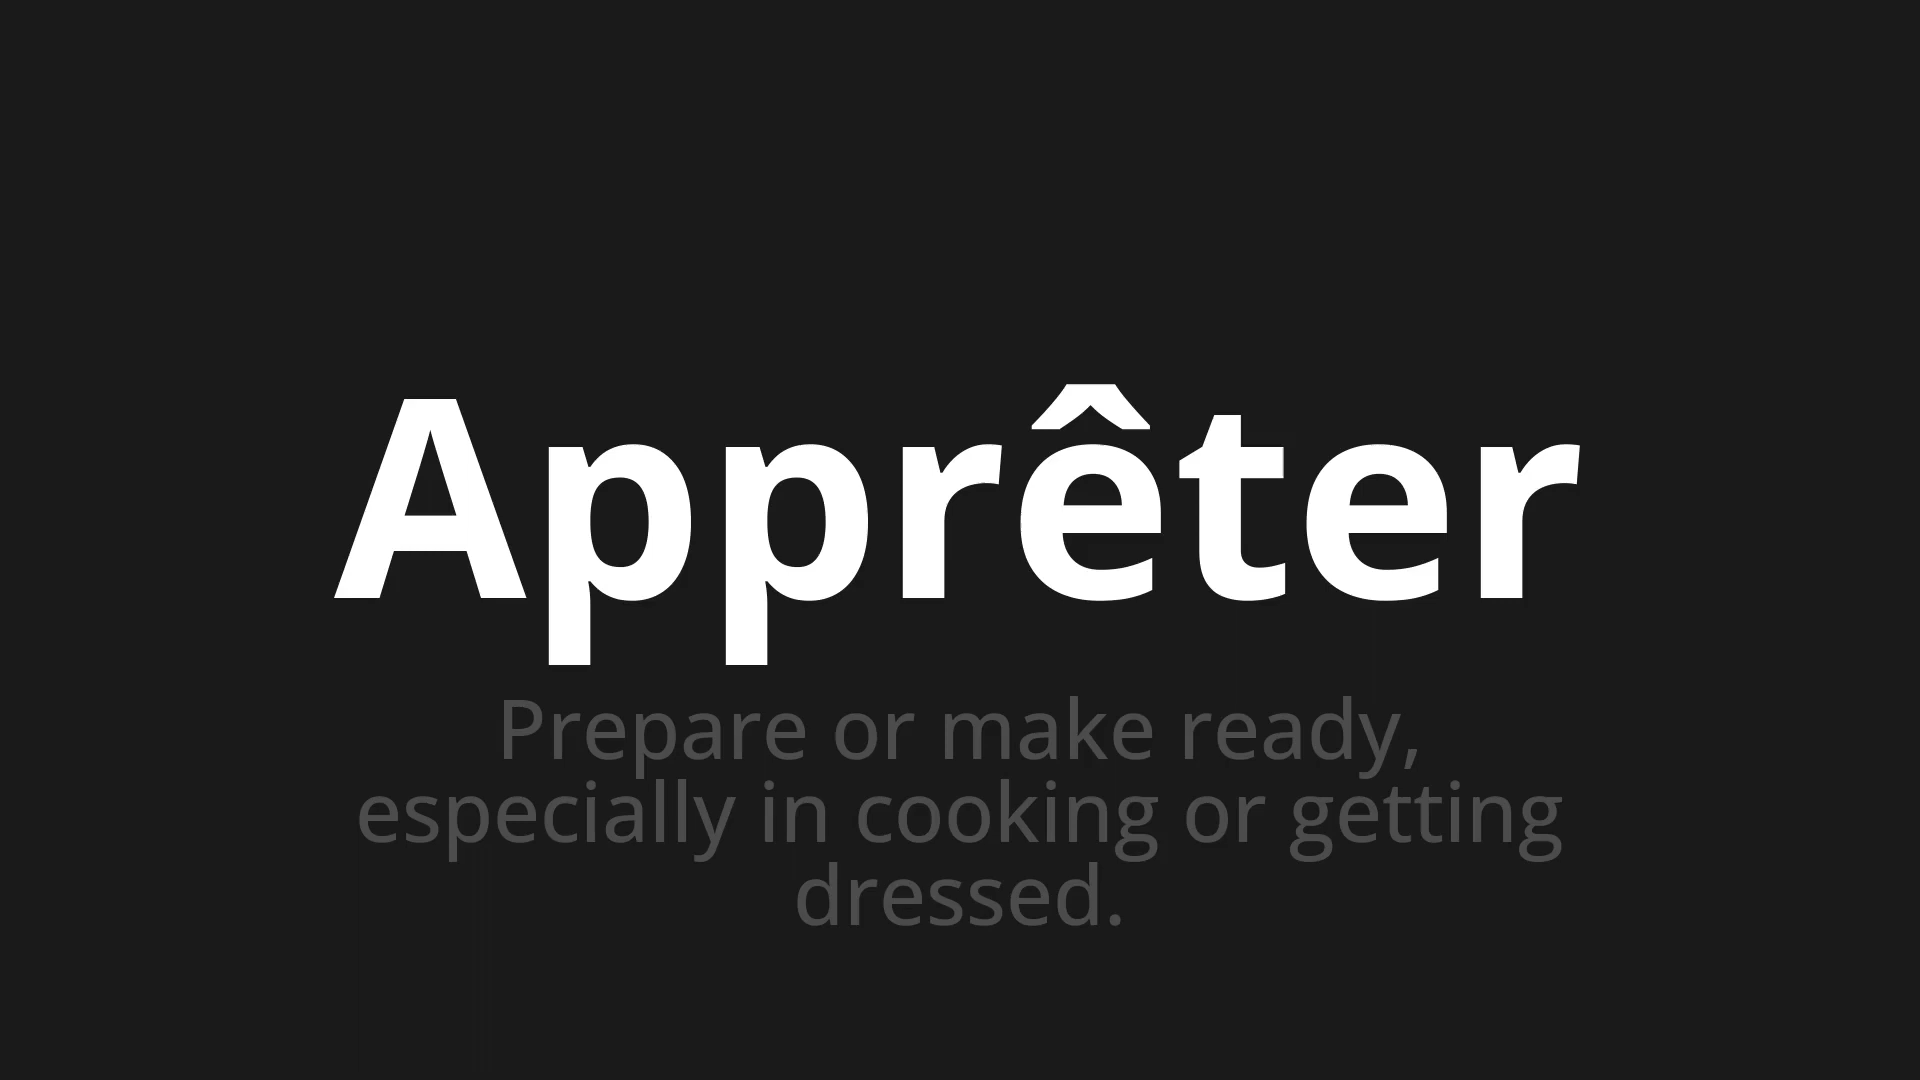 Apprêter
Prepare or make ready,
especially in cooking or getting
dressed.